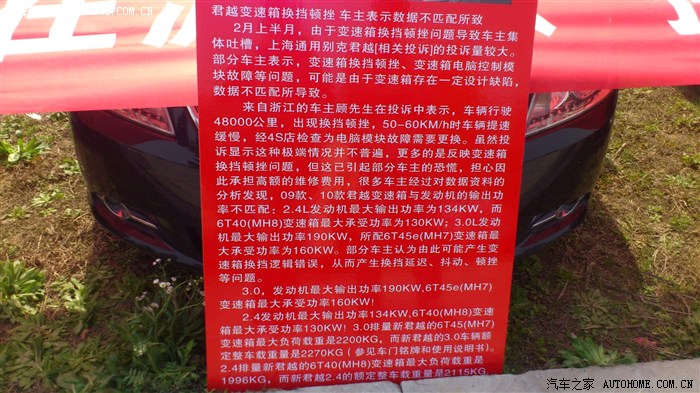 君越变速箱换挡顿挫 车主表示数据不匹配所致
2月上半月，由于变速箱换挡顿挫问题导致车主集
体吐槽，上海通用别克君越[相关投诉]的投诉量较大。
部分车主表示，变速箱换挡顿挫、变速箱电脑控制模
块故障等问题，可能是由于变速箱存在一定设计缺陷，
数据不匹配所导致。
来自浙江的车主顾先生在投诉中表示，车辆行驶
48000公里，出现换挡顿挫，50-60KM/h时车辆提速
缓慢，经4S店检查为电脑模块故障需要更换。虽然投
诉显示这种极端情况并不普遍，更多的是反映变速箱
换挡顿挫问题，但这已引起部分车主的恐慌，担心因
此承担高额的维修费用，很多车主经过对数据资料的
分析发现，09款、10款君越变速箱与发动机的输出功
率不匹配：2.4L发动机最大输出功率为134KW，而
6T40(MH8)变速箱最大承受功率为130KW；3.0L发动
机最大输出功率190KW，所配6T45e(MH7)变速箱最
大承受功率为160KW。部分车主认为由此可能产生变
速箱换挡逻辑错误，从而产生换挡延迟、抖动、顿挫
等问题。
3.0，发动机最大输出功率190KW,6T45e(MH7)
变速箱最大承受功率160KW!
2.4发动机最大输出功率134KW,6T40(MH8)变速
箱最大承受功率130KW! 3.0排量新君越的6T45(MH7)
变速箱最大负荷载重是2200KG，而新君越的3.0车辆额
定整车载重量是2270KG（参见车门铭牌和使用说明书)。
2.4排量新君越的6T40(MH8)变速箱最大负荷载重量是
1996KG，而新君越2.4的额定整车载重量是2115KG.
汽车之家 AUTOHOME.COM.CN